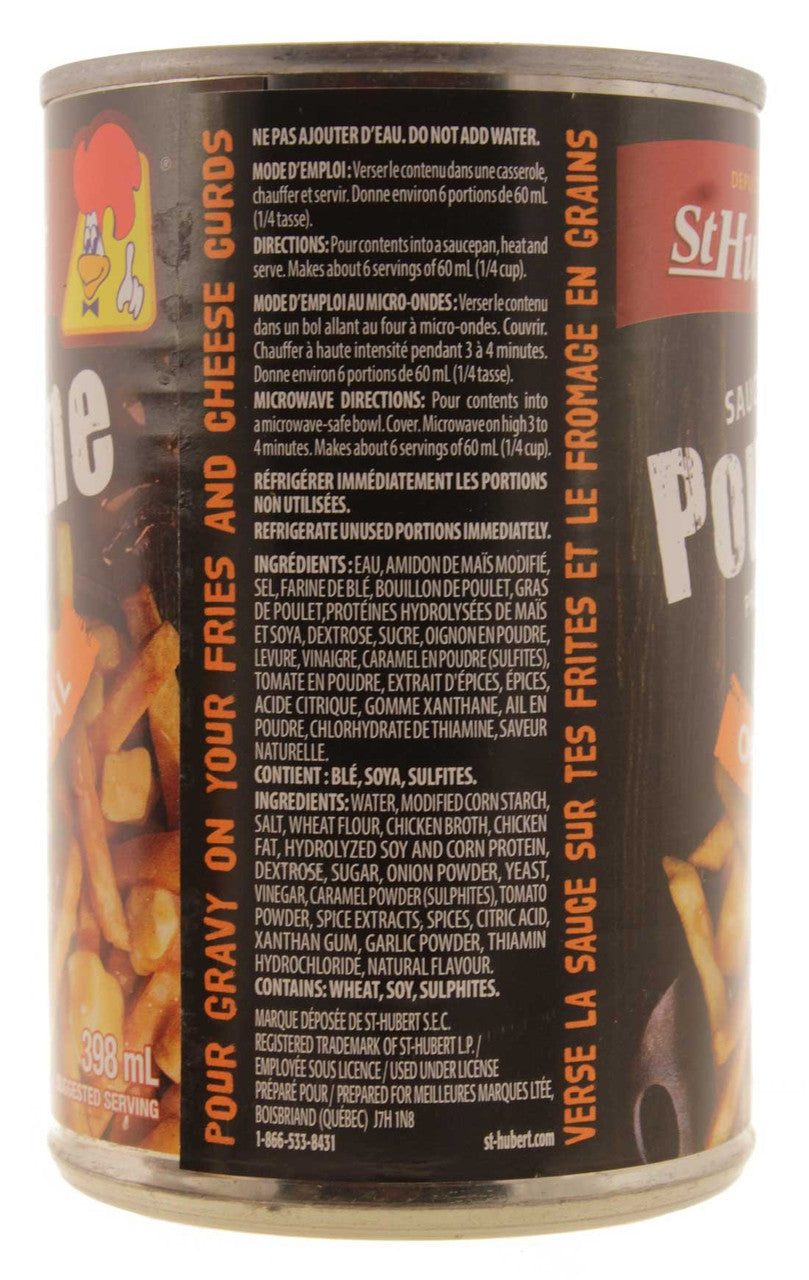 ®
ne
AL
398 mL
SUGGESTED SERVING
POUR GRAVY ON YOUR FRIES AND CHEESE CURDS
NE PAS AJOUTER D'EAU. DO NOT ADD WATER.
MODE D'EMPLOI : Verser le contenu dans une casserole,
chauffer et servir. Donne environ 6 portions de 60 mL
(1/4 tasse).
DIRECTIONS: Pour contents into a saucepan, heat and
serve. Makes about 6 servings of 60 mL (1/4 cup).
MODE D'EMPLOI AU MICRO-ONDES : Verser le contenu
dans un bol allant au four à micro-ondes. Couvrir.
Chauffer à haute intensité pendant 3 à 4 minutes.
Donne environ 6 portions de 60 mL (1/4 tasse).
MICROWAVE DIRECTIONS: Pour contents into
a microwave-safe bowl. Cover. Microwave on high 3 to
4 minutes. Makes about 6 servings of 60 mL (1/4 cup).
RÉFRIGÉRER IMMÉDIATEMENT LES PORTIONS
NON UTILISÉES.
REFRIGERATE UNUSED PORTIONS IMMEDIATELY.
INGRÉDIENTS : EAU, AMIDON DE MAÏS MODIFIÉ,
SEL, FARINE DE BLÉ, BOUILLON DE POULET, GRAS
DE POULET, PROTÉINES HYDROLYSÉES DE MAÏS
ET SOYA, DEXTROSE, SUCRE, OIGNON EN POUDRE,
LEVURE, VINAIGRE, CARAMEL EN POUDRE (SULFITES),
TOMATE EN POUDRE, EXTRAIT D'ÉPICES, ÉPICES,
ACIDE CITRIQUE, GOMME XANTHANE, AIL EN
POUDRE, CHLORHYDRATE DE THIAMINE, SAVEUR
NATURELLE.
CONTIENT : BLÉ, SOYA, SULFITES.
INGREDIENTS: WATER, MODIFIED CORN STARCH,
SALT, WHEAT FLOUR, CHICKEN BROTH, CHICKEN
FAT, HYDROLYZED SOY AND CORN PROTEIN,
DEXTROSE, SUGAR, ONION POWDER, YEAST,
VINEGAR, CARAMEL POWDER (SULPHITES), TOMATO
POWDER, SPICE EXTRACTS, SPICES, CITRIC ACID,
XANTHAN GUM, GARLIC POWDER, THIAMIN
HYDROCHLORIDE, NATURAL FLAVOUR.
CONTAINS: WHEAT, SOY, SULPHITES.
MARQUE DÉPOSÉE DE ST-HUBERT S.E.C.
REGISTERED TRADEMARK OF ST-HUBERT L.P. /
EMPLOYÉE SOUS LICENCE / USED UNDER LICENSE
PRÉPARÉ POUR / PREPARED FOR MEILLEURES MARQUES LTÉE,
BOISBRIAND (QUÉBEC) J7H 1N8
1-866-533-8431 st-hubert.com
VERSE LA SAUCE SUR TES FRITES ET LE FROMAGE EN GRAINS
DEPU
StHu
SAU
Pou